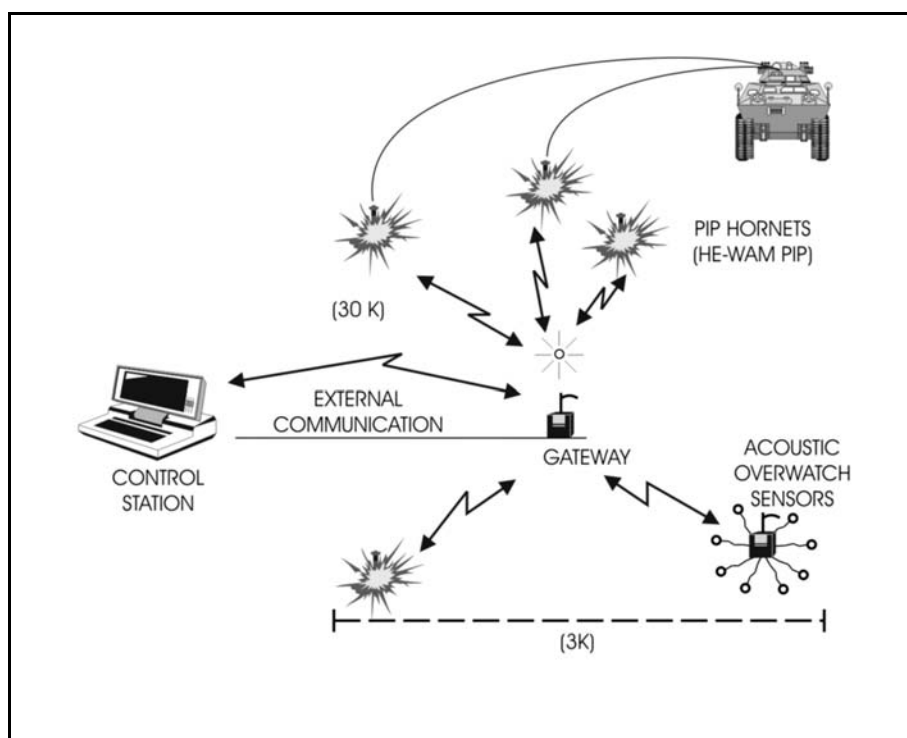 PIP HORNETS
(HE-WAM PIP)
(30 K)
EXTERNAL
COMMUNICATION
GATEWAY
CONTROL
STATION
ACOUSTIC
OVERWATCH
SENSORS
(3K)